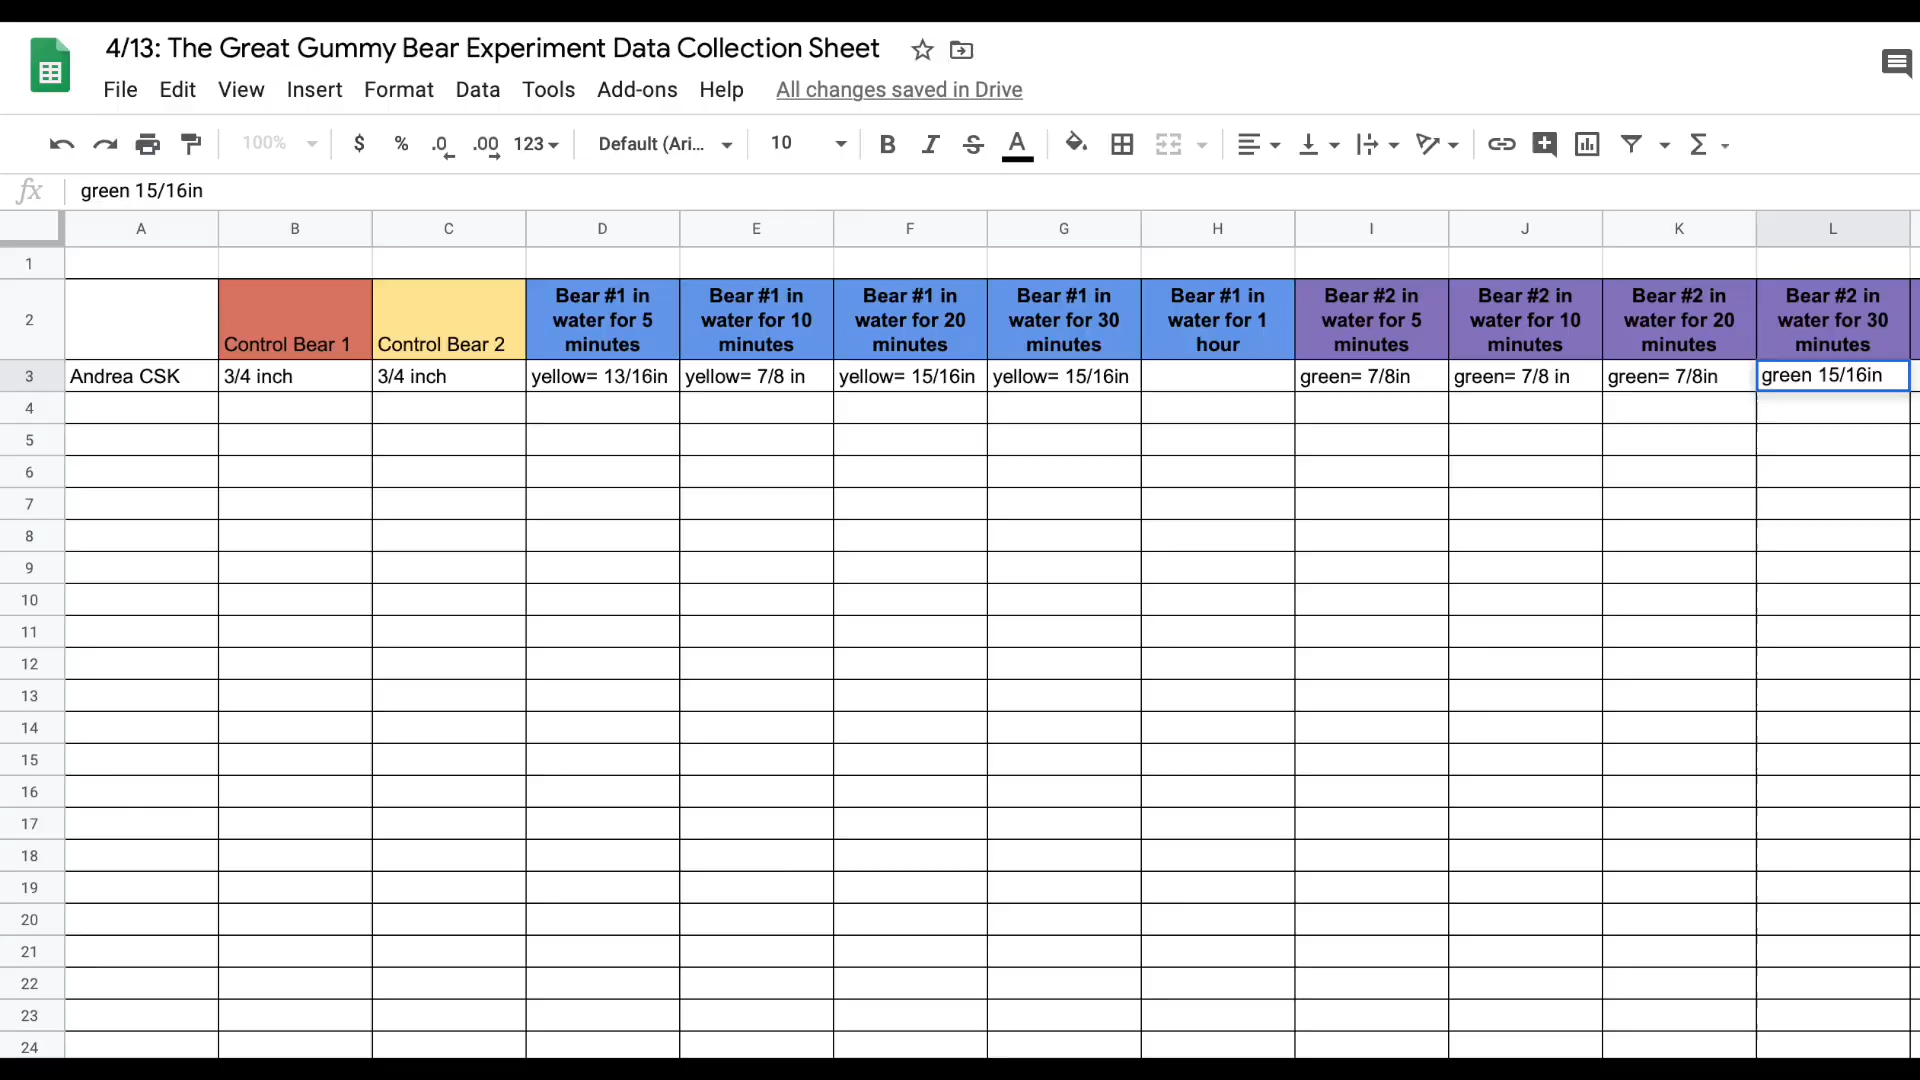 4/13: The Great Gummy Bear Experiment Data Collection Sheet
File Edit View Insert Format Data Tools Add-ons Help All changes saved in Drive
100% $ % .0 .00 123 Default (Ari... 10 B I S A
fx green 15/16in
A B C D E F G H I J K L
1
2 Control Bear 1 Control Bear 2
Bear #1 in water for 5 minutes
Bear #1 in water for 10 minutes
Bear #1 in water for 20 minutes
Bear #1 in water for 30 minutes
Bear #1 in water for 1 hour
Bear #2 in water for 5 minutes
Bear #2 in water for 10 minutes
Bear #2 in water for 20 minutes
Bear #2 in water for 30 minutes
3 Andrea CSK 3/4 inch 3/4 inch yellow= 13/16in yellow= 7/8 in yellow= 15/16in yellow= 15/16in green= 7/8in green= 7/8 in green= 7/8in green 15/16in
4
5
6
7
8
9
10
11
12
13
14
15
16
17
18
19
20
21
22
23
24